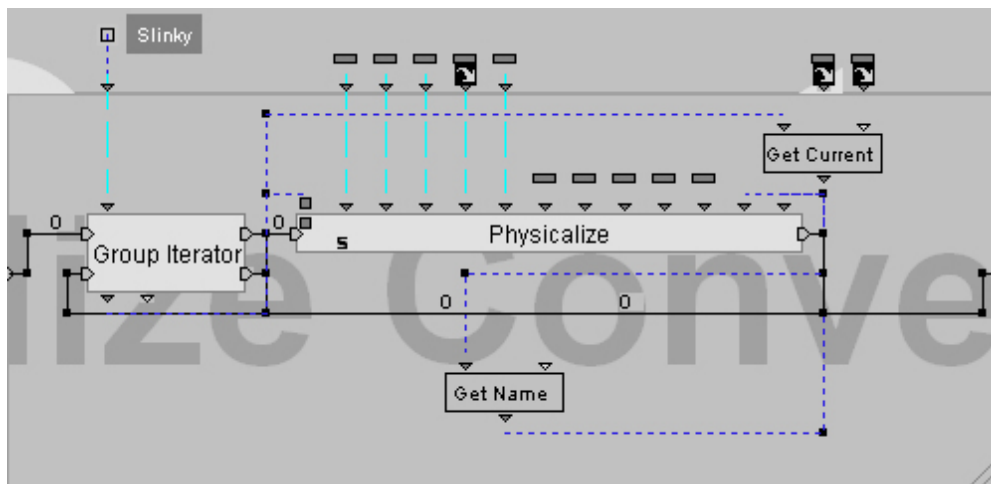 Slinky
Get Current
0
0
Physicalize
s
Group Iterator
lize Conve
0
0
Get Name